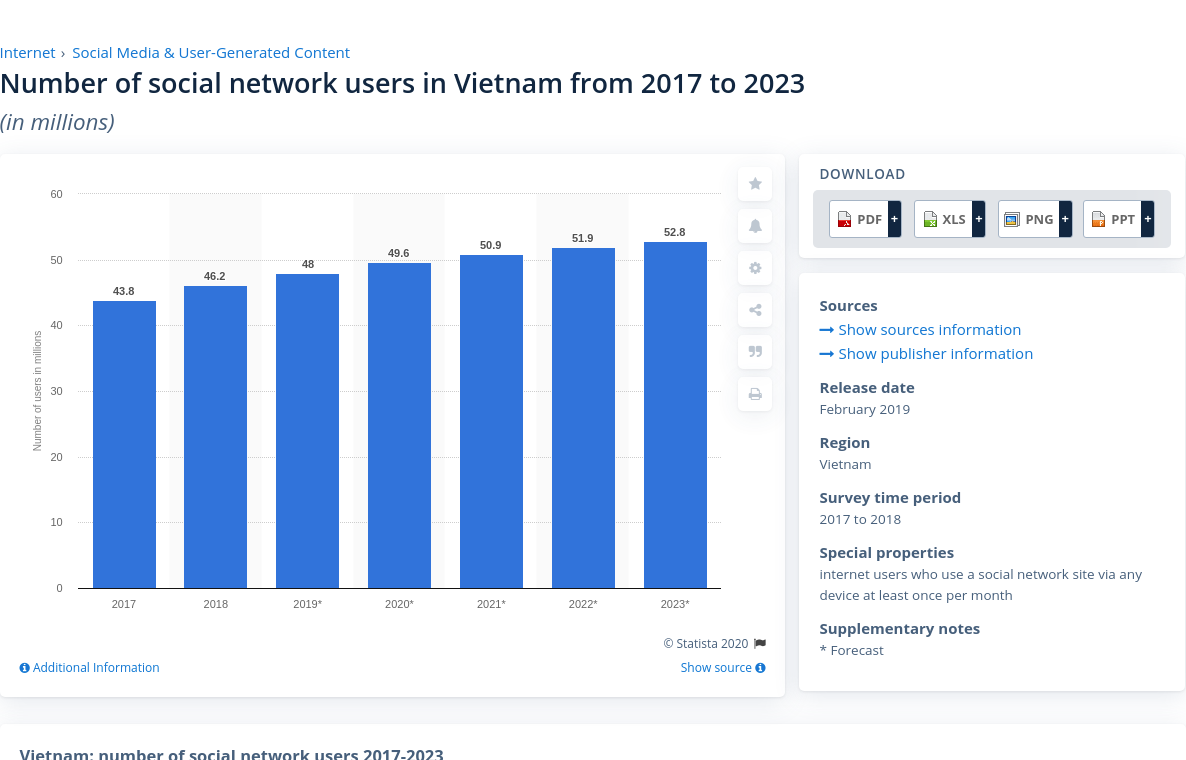 Internet › Social Media & User-Generated Content
Number of social network users in Vietnam from 2017 to 2023
(in millions)
60
50
40
30
20
10
0
Number of users in millions
43.8
46.2
48
49.6
50.9
51.9
52.8
2017
2018
2019*
2020*
2021*
2022*
2023*
© Statista 2020
Additional Information
Show source
DOWNLOAD
PDF +
XLS +
PNG +
PPT +
Sources
Show sources information
Show publisher information
Release date
February 2019
Region
Vietnam
Survey time period
2017 to 2018
Special properties
internet users who use a social network site via any
device at least once per month
Supplementary notes
* Forecast
Vietnam: number of social network users 2017-2023